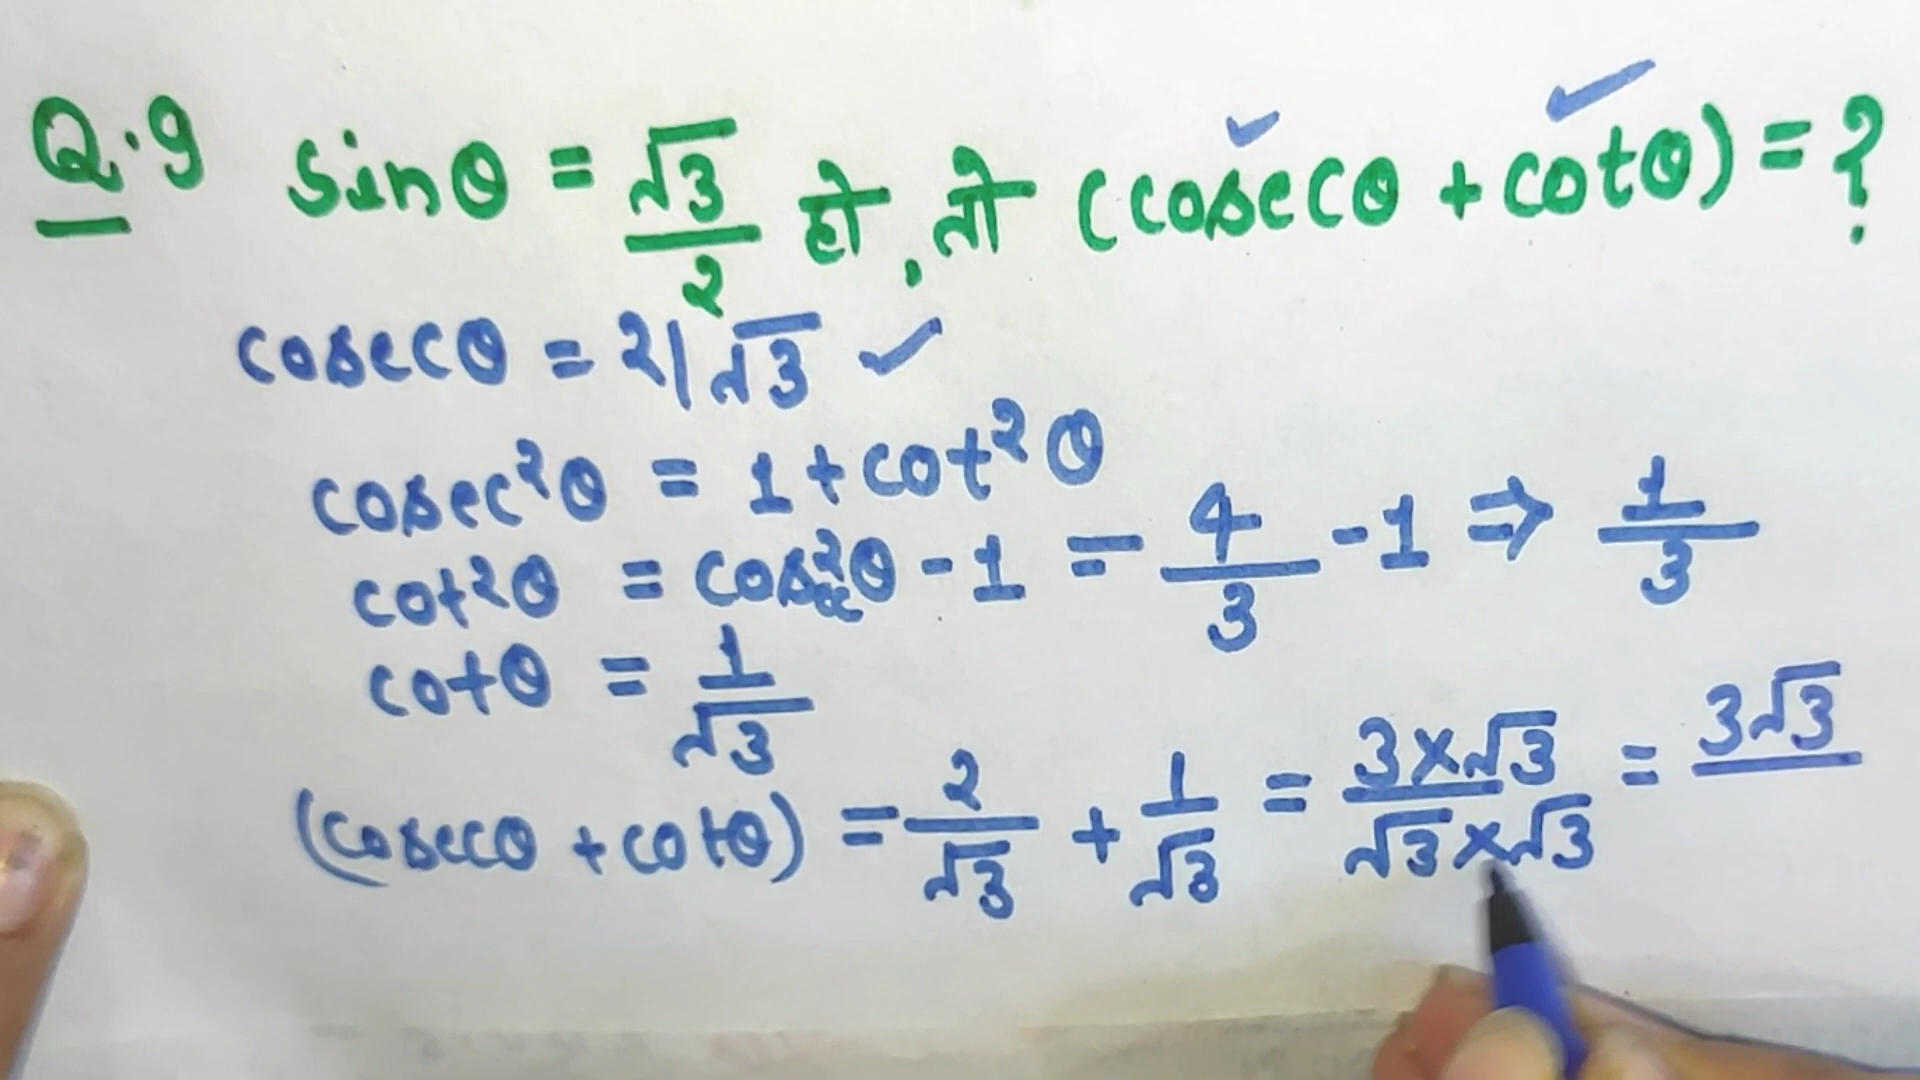 Q.9 sinθ = √3/2 हो, तो (cosecθ + cotθ) = ?
cosecθ = 2/√3 ✓
cosec²θ = 1 + cot²θ
cot²θ = cosec²θ - 1 = 4/3 - 1 ⇒ 1/3
cotθ = 1/√3
(cosecθ + cotθ) = 2/√3 + 1/√3 = 3×√3/√3×√3 = 3√3